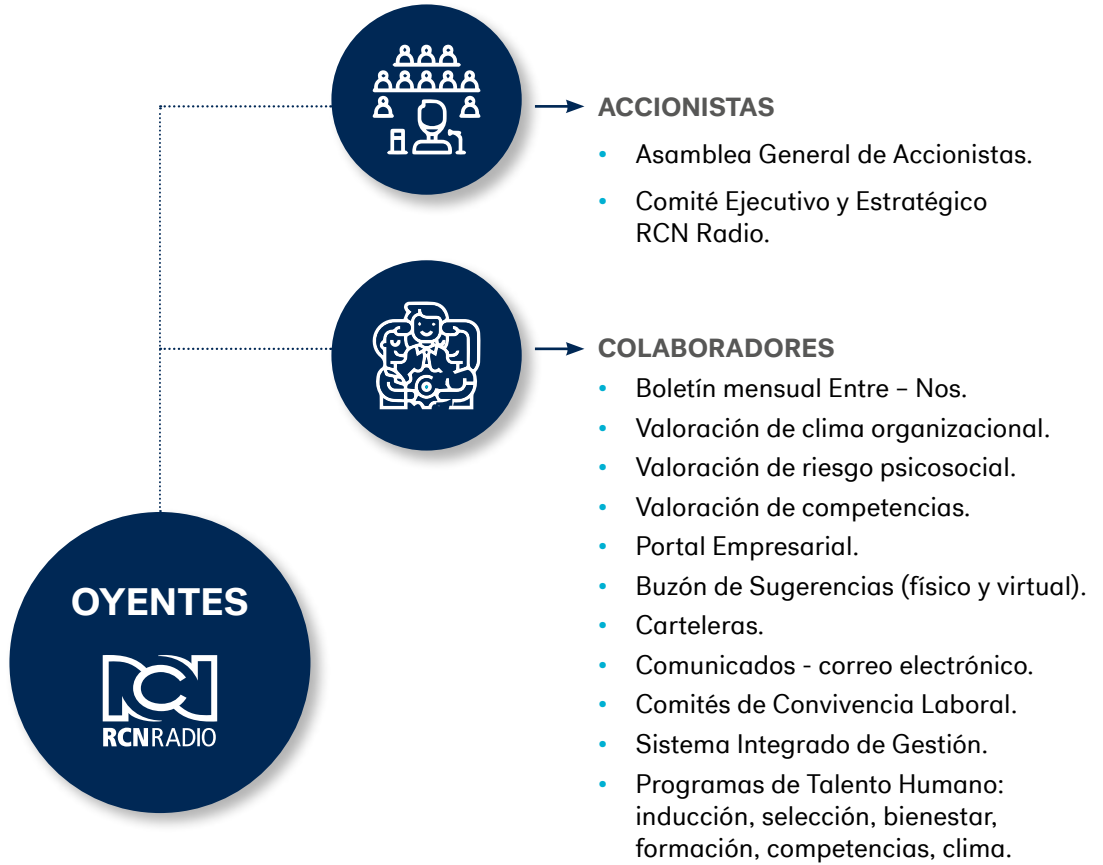 ACCIONISTAS
• Asamblea General de Accionistas.
• Comité Ejecutivo y Estratégico
RCN Radio.
COLABORADORES
• Boletín mensual Entre – Nos.
• Valoración de clima organizacional.
• Valoración de riesgo psicosocial.
• Valoración de competencias.
• Portal Empresarial.
• Buzón de Sugerencias (físico y virtual).
• Carteleras.
• Comunicados - correo electrónico.
• Comités de Convivencia Laboral.
• Sistema Integrado de Gestión.
• Programas de Talento Humano:
inducción, selección, bienestar,
formación, competencias, clima.
OYENTES
RCN
RCNRADIO